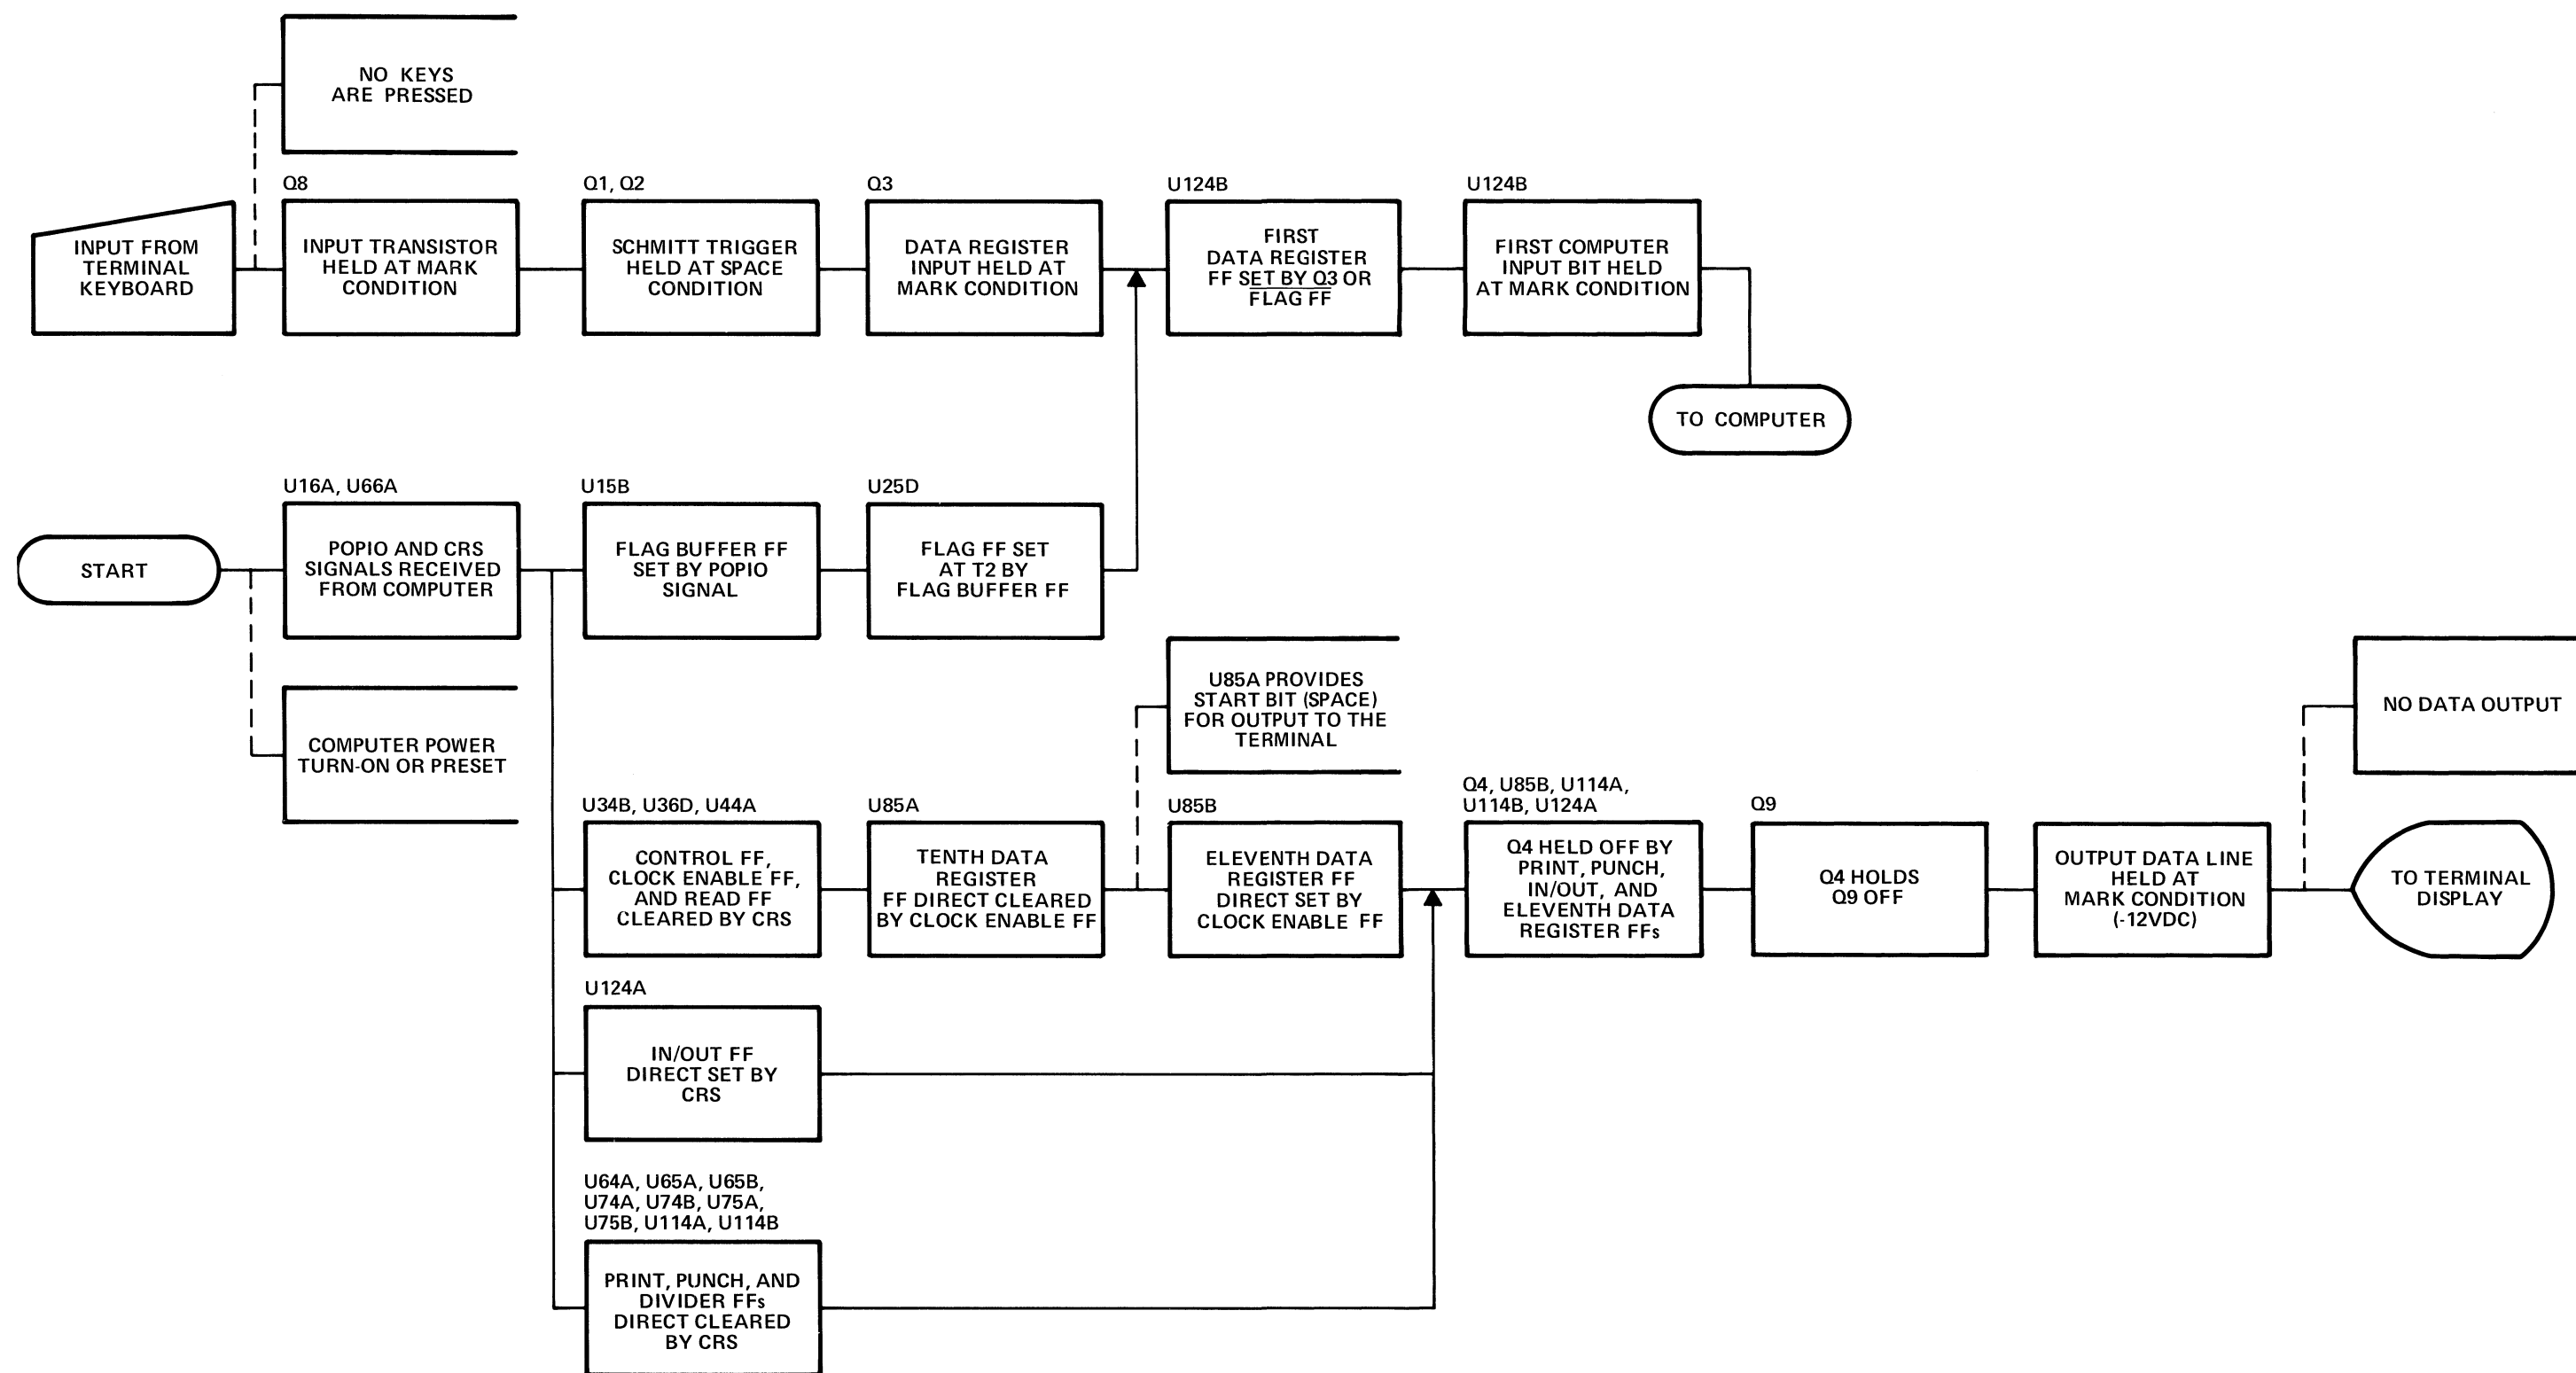 NO KEYS
ARE PRESSED
Q8
Q1, Q2
Q3
U124B
U124B
INPUT FROM
TERMINAL
KEYBOARD
INPUT TRANSISTOR
HELD AT MARK
CONDITION
SCHMITT TRIGGER
HELD AT SPACE
CONDITION
DATA REGISTER
INPUT HELD AT
MARK CONDITION
FIRST
DATA REGISTER
FF SET BY Q3 OR
FLAG FF
FIRST COMPUTER
INPUT BIT HELD
AT MARK CONDITION
TO COMPUTER
U16A, U66A
U15B
U25D
START
POPIO AND CRS
SIGNALS RECEIVED
FROM COMPUTER
FLAG BUFFER FF
SET BY POPIO
SIGNAL
FLAG FF SET
AT T2 BY
FLAG BUFFER FF
COMPUTER POWER
TURN-ON OR PRESET
U85A PROVIDES
START BIT (SPACE)
FOR OUTPUT TO THE
TERMINAL
NO DATA OUTPUT
U34B, U36D, U44A
U85A
U85B
Q4, U85B, U114A,
U114B, U124A
Q9
CONTROL FF,
CLOCK ENABLE FF,
AND READ FF
CLEARED BY CRS
TENTH DATA
REGISTER
FF DIRECT CLEARED
BY CLOCK ENABLE FF
ELEVENTH DATA
REGISTER FF
DIRECT SET BY
CLOCK ENABLE FF
Q4 HELD OFF BY
PRINT, PUNCH,
IN/OUT, AND
ELEVENTH DATA
REGISTER FFs
Q4 HOLDS
Q9 OFF
OUTPUT DATA LINE
HELD AT
MARK CONDITION
(-12VDC)
TO TERMINAL
DISPLAY
U124A
IN/OUT FF
DIRECT SET BY
CRS
U64A, U65A, U65B,
U74A, U74B, U75A,
U75B, U114A, U114B
PRINT, PUNCH, AND
DIVIDER FFs
DIRECT CLEARED
BY CRS